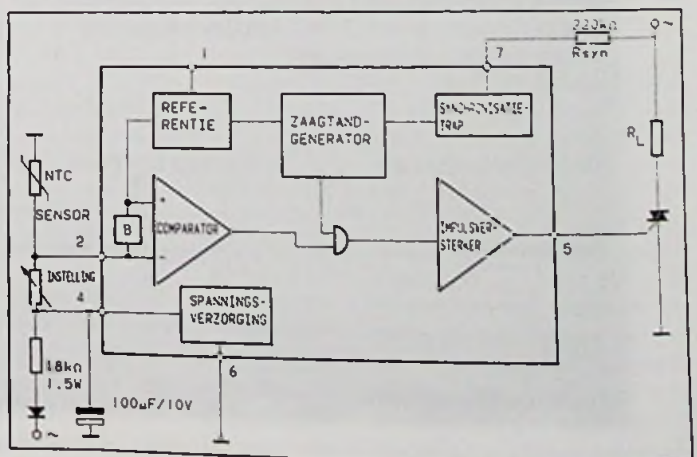 220kΩ
Rsyn
~
1
7
REFE-
RENTIE
ZAAGTAND-
GENERATOR
SYNCHRONISATIE-
TRAP
RL
NTC
SENSOR
2
B
+
-
COMPARATOR
IMPULSVER-
STERKER
5
INSTELLING
4
SPANNINGS-
VERZORGING
6
18kΩ
1.5W
100µF/10V
~